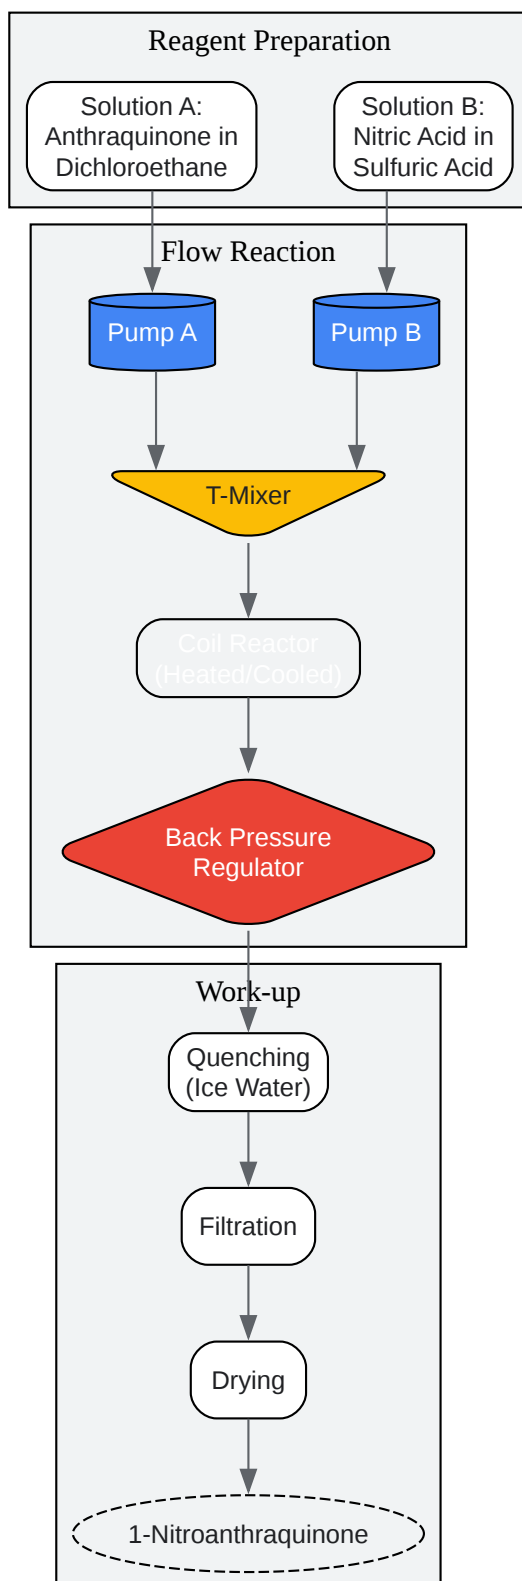 Reagent Preparation
Solution A:
Anthraquinone in
Dichloroethane
Solution B:
Nitric Acid in
Sulfuric Acid
Flow Reaction
Pump A
Pump B
T-Mixer
Coil Reactor
(Heated/Cooled)
Back Pressure
Regulator
Work-up
Quenching
(Ice Water)
Filtration
Drying
1-Nitroanthraquinone